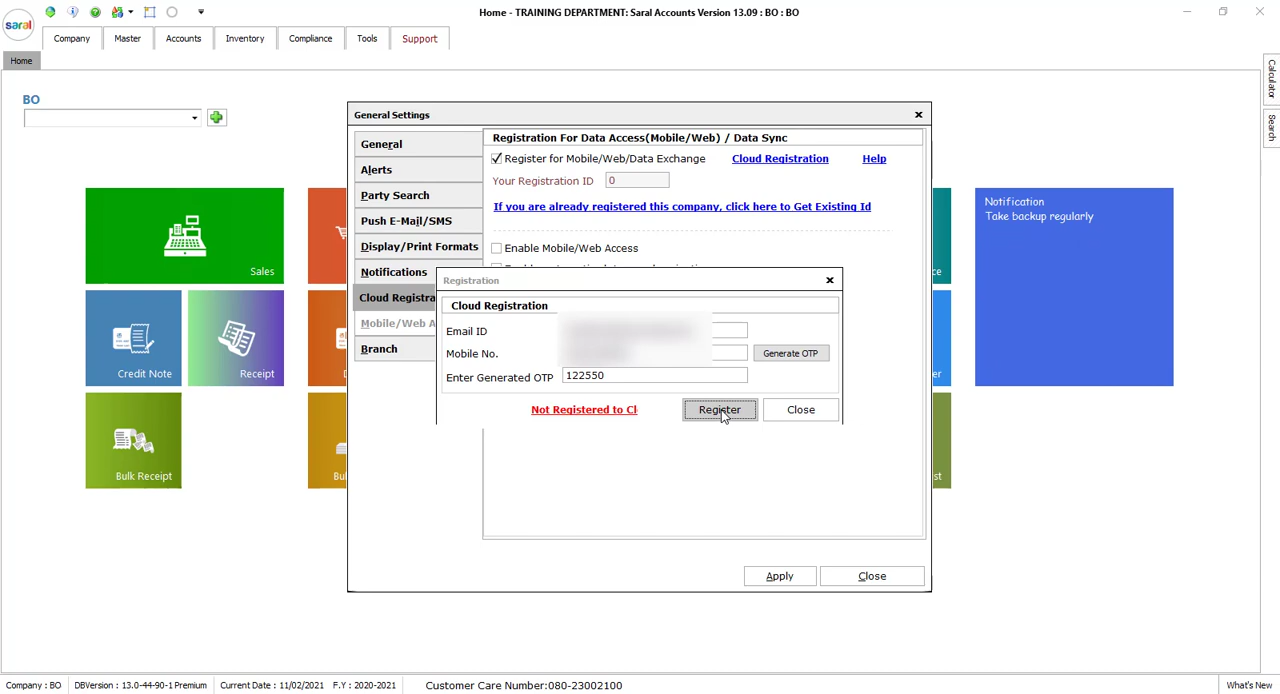 Home - TRAINING DEPARTMENT: Saral Accounts Version 13.09 : BO : BO
saral
Company
Master
Accounts
Inventory
Compliance
Tools
Support
Home
Calculator
Search
BO
General Settings
General
Alerts
Party Search
Push E-Mail/SMS
Display/Print Formats
Notifications
Cloud Registra
Mobile/Web A
Branch
Registration For Data Access(Mobile/Web) / Data Sync
Register for Mobile/Web/Data Exchange
Cloud Registration
Help
Your Registration ID
0
If you are already registered this company, click here to Get Existing Id
Enable Mobile/Web Access
Registration
Cloud Registration
Email ID
Mobile No.
Generate OTP
Enter Generated OTP
122550
Not Registered to Cl
Register
Close
Apply
Close
Sales
Credit Note
Receipt
Bulk Receipt
Bul
ce
er
st
Notification
Take backup regularly
Company : BO
DBVersion : 13.0-44-90-1 Premium
Current Date : 11/02/2021
F.Y : 2020-2021
Customer Care Number:080-23002100
What's New